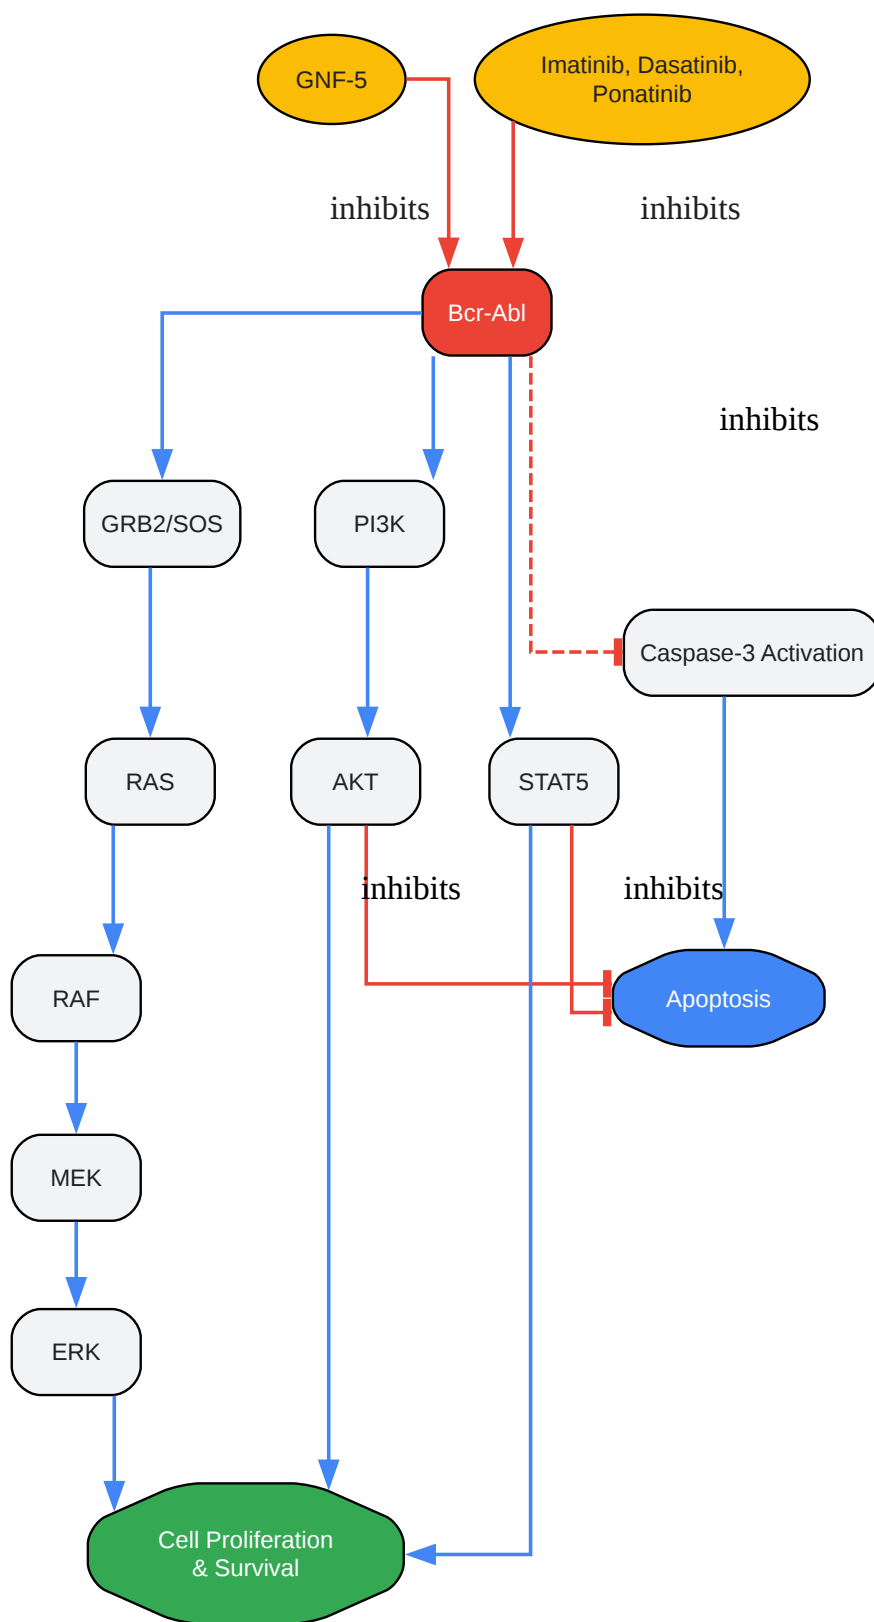 GNF-5
Imatinib, Dasatinib,
Ponatinib
inhibits
inhibits
Bcr-Abl
inhibits
GRB2/SOS
PI3K
Caspase-3 Activation
RAS
AKT
STAT5
inhibits
inhibits
RAF
Apoptosis
MEK
ERK
Cell Proliferation
& Survival